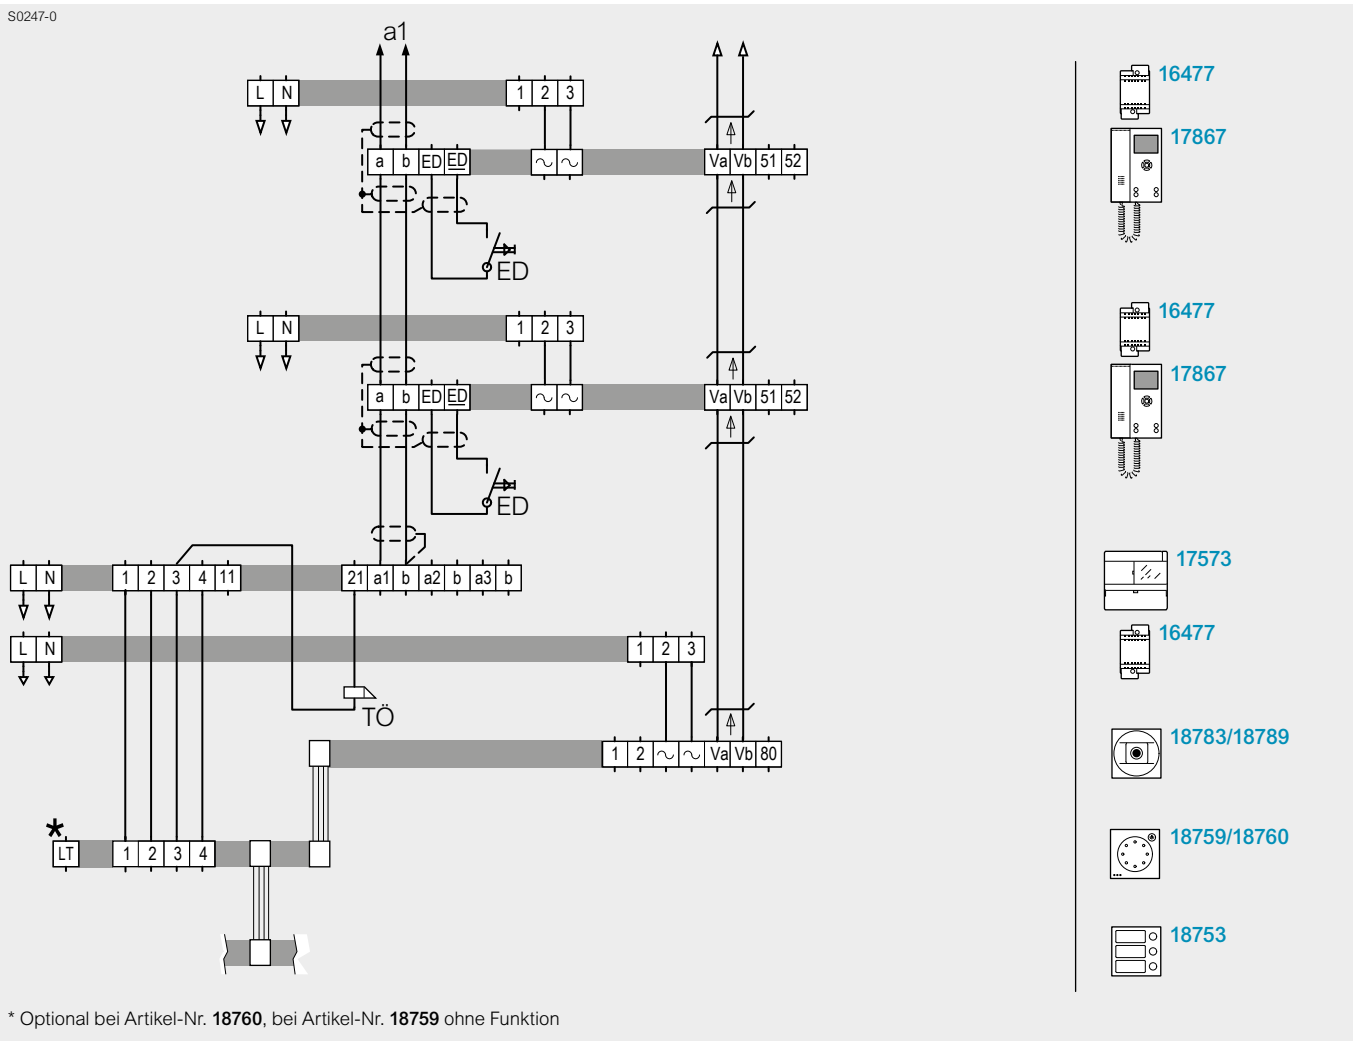 S0247-0
a1
L N 1 2 3 16477
a b ED ED ~ ~ Va Vb 51 52 17867
ED
L N 1 2 3 16477
a b ED ED ~ ~ Va Vb 51 52 17867
ED
L N 1 2 3 4 11 21 a1 b a2 b a3 b 17573
L N 1 2 3 16477
TÖ
1 2 ~ ~ Va Vb 80 18783/18789
*
LT 1 2 3 4 18759/18760
18753
* Optional bei Artikel-Nr. 18760, bei Artikel-Nr. 18759 ohne Funktion